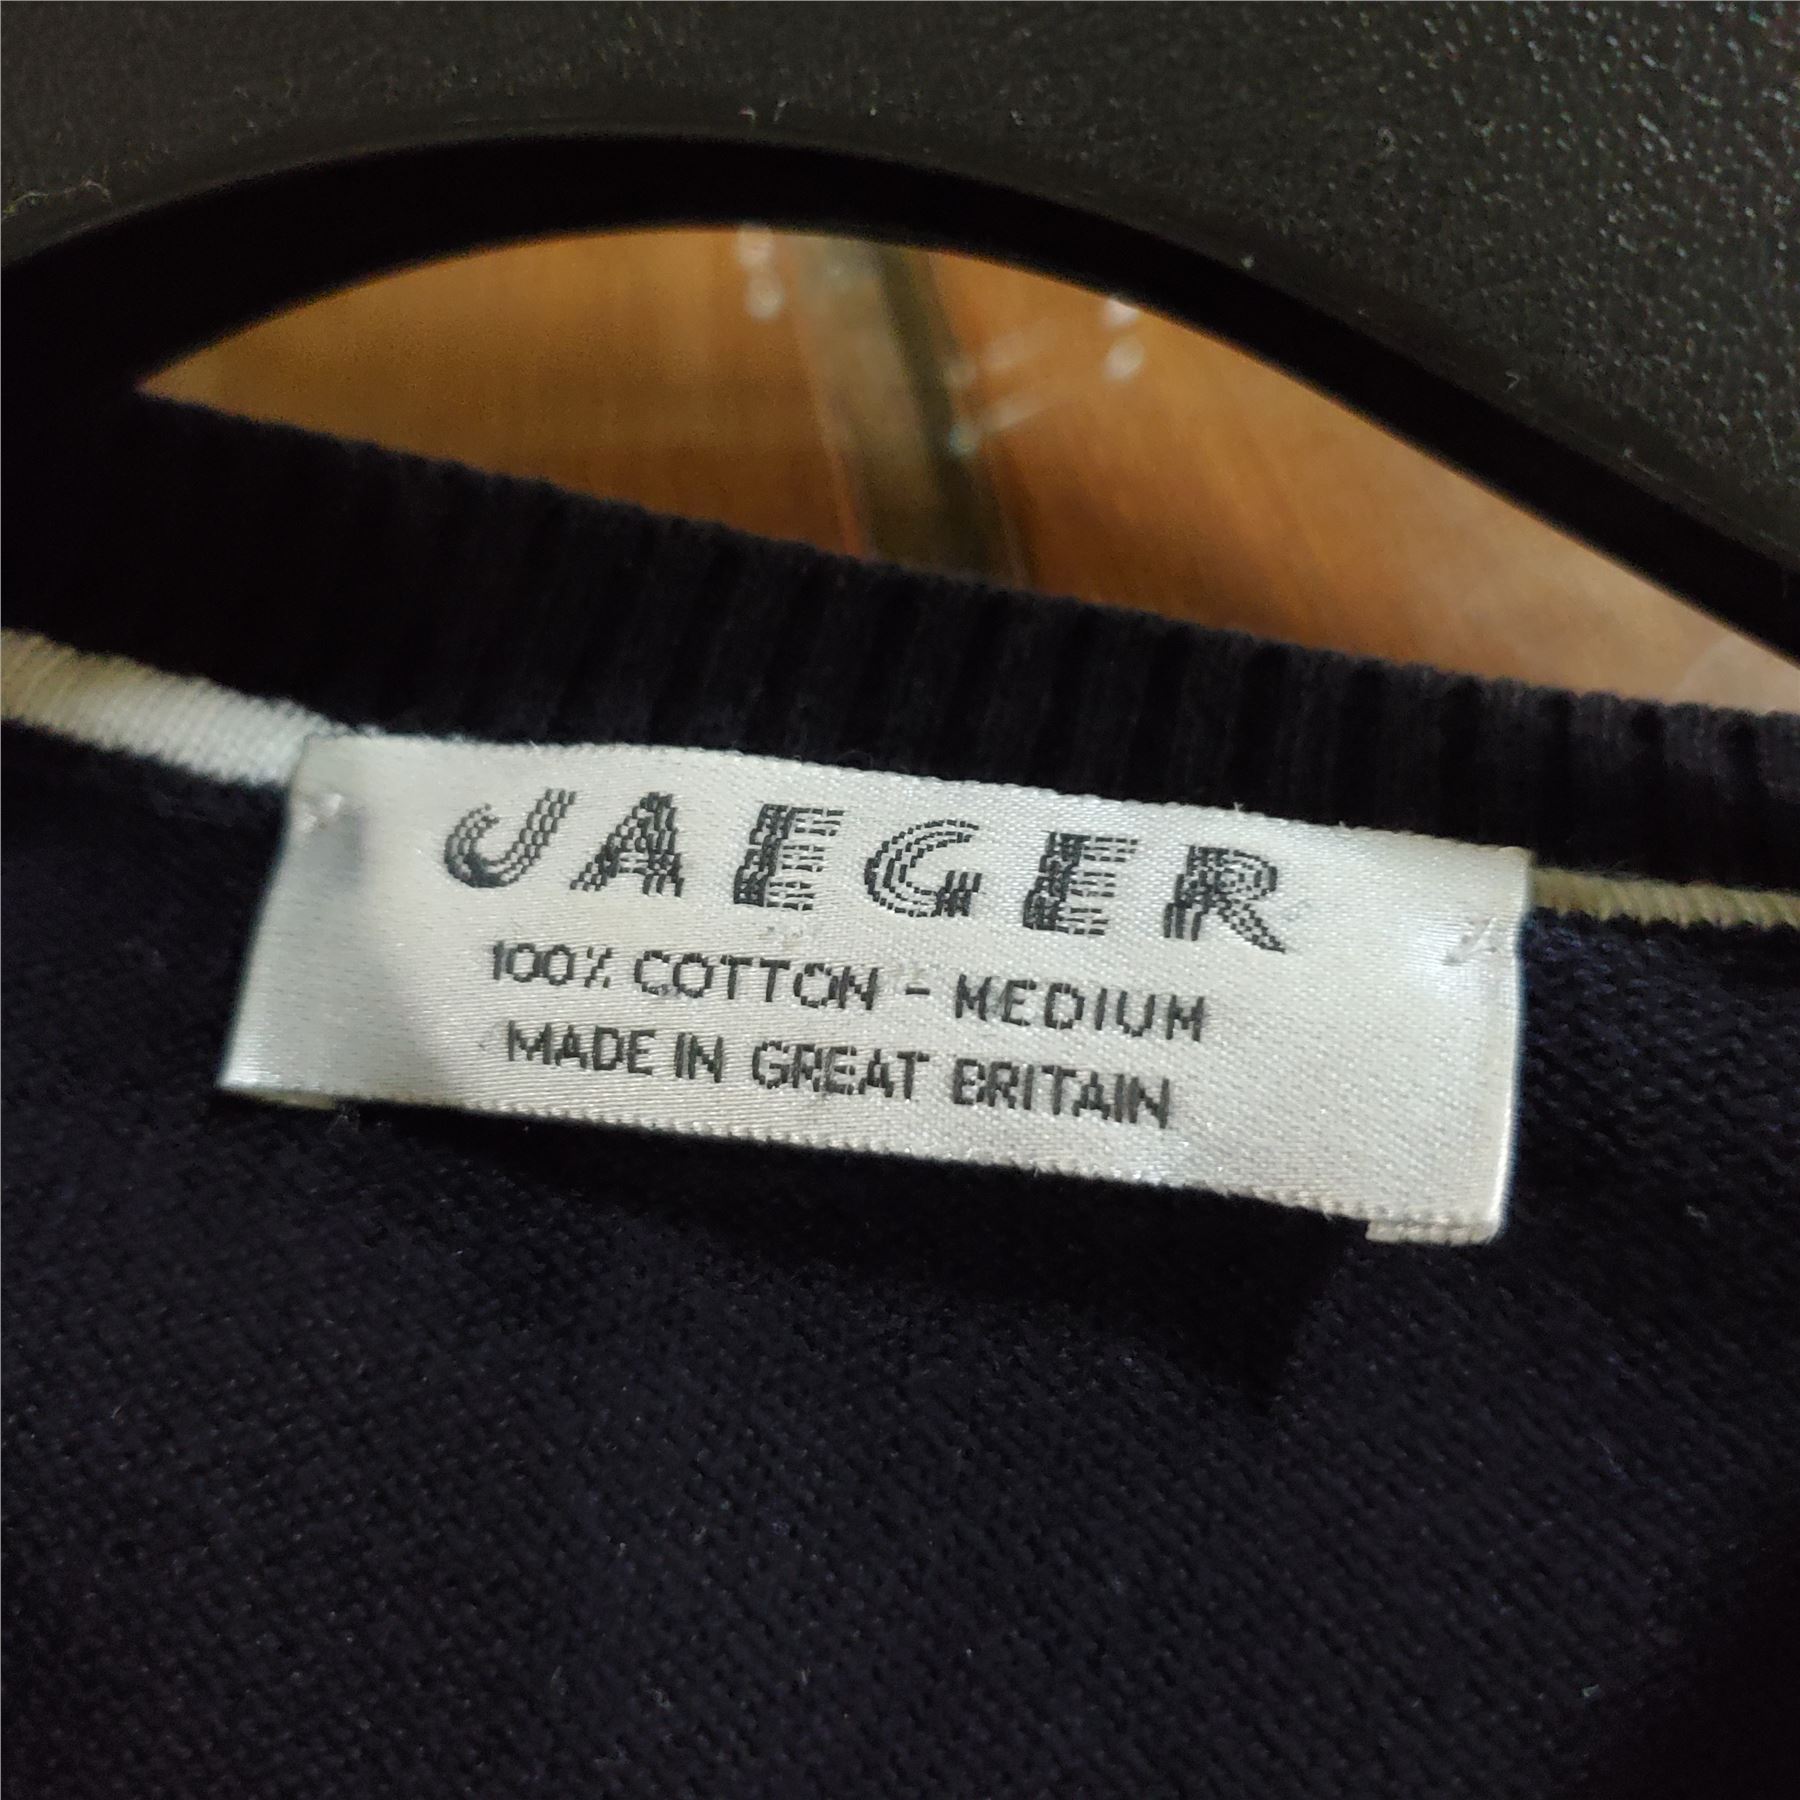 JAEGER
100% COTTON - MEDIUM
MADE IN GREAT BRITAIN